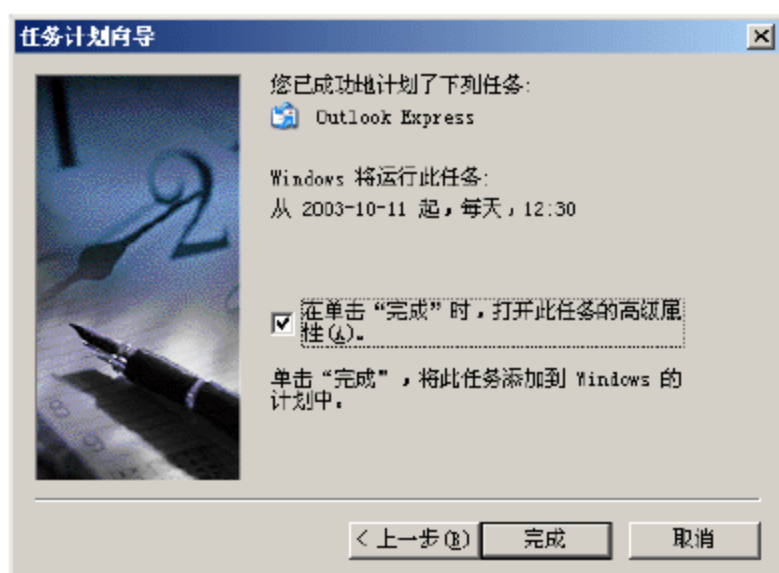 任务计划向导
您已成功地计划了下列任务:
Outlook Express
Windows 将运行此任务:
从 2003-10-11 起,每天,12:30
在单击“完成”时,打开此任务的高级属
性(A)。
单击“完成”,将此任务添加到 Windows 的
计划中。
< 上一步(B)
完成
取消